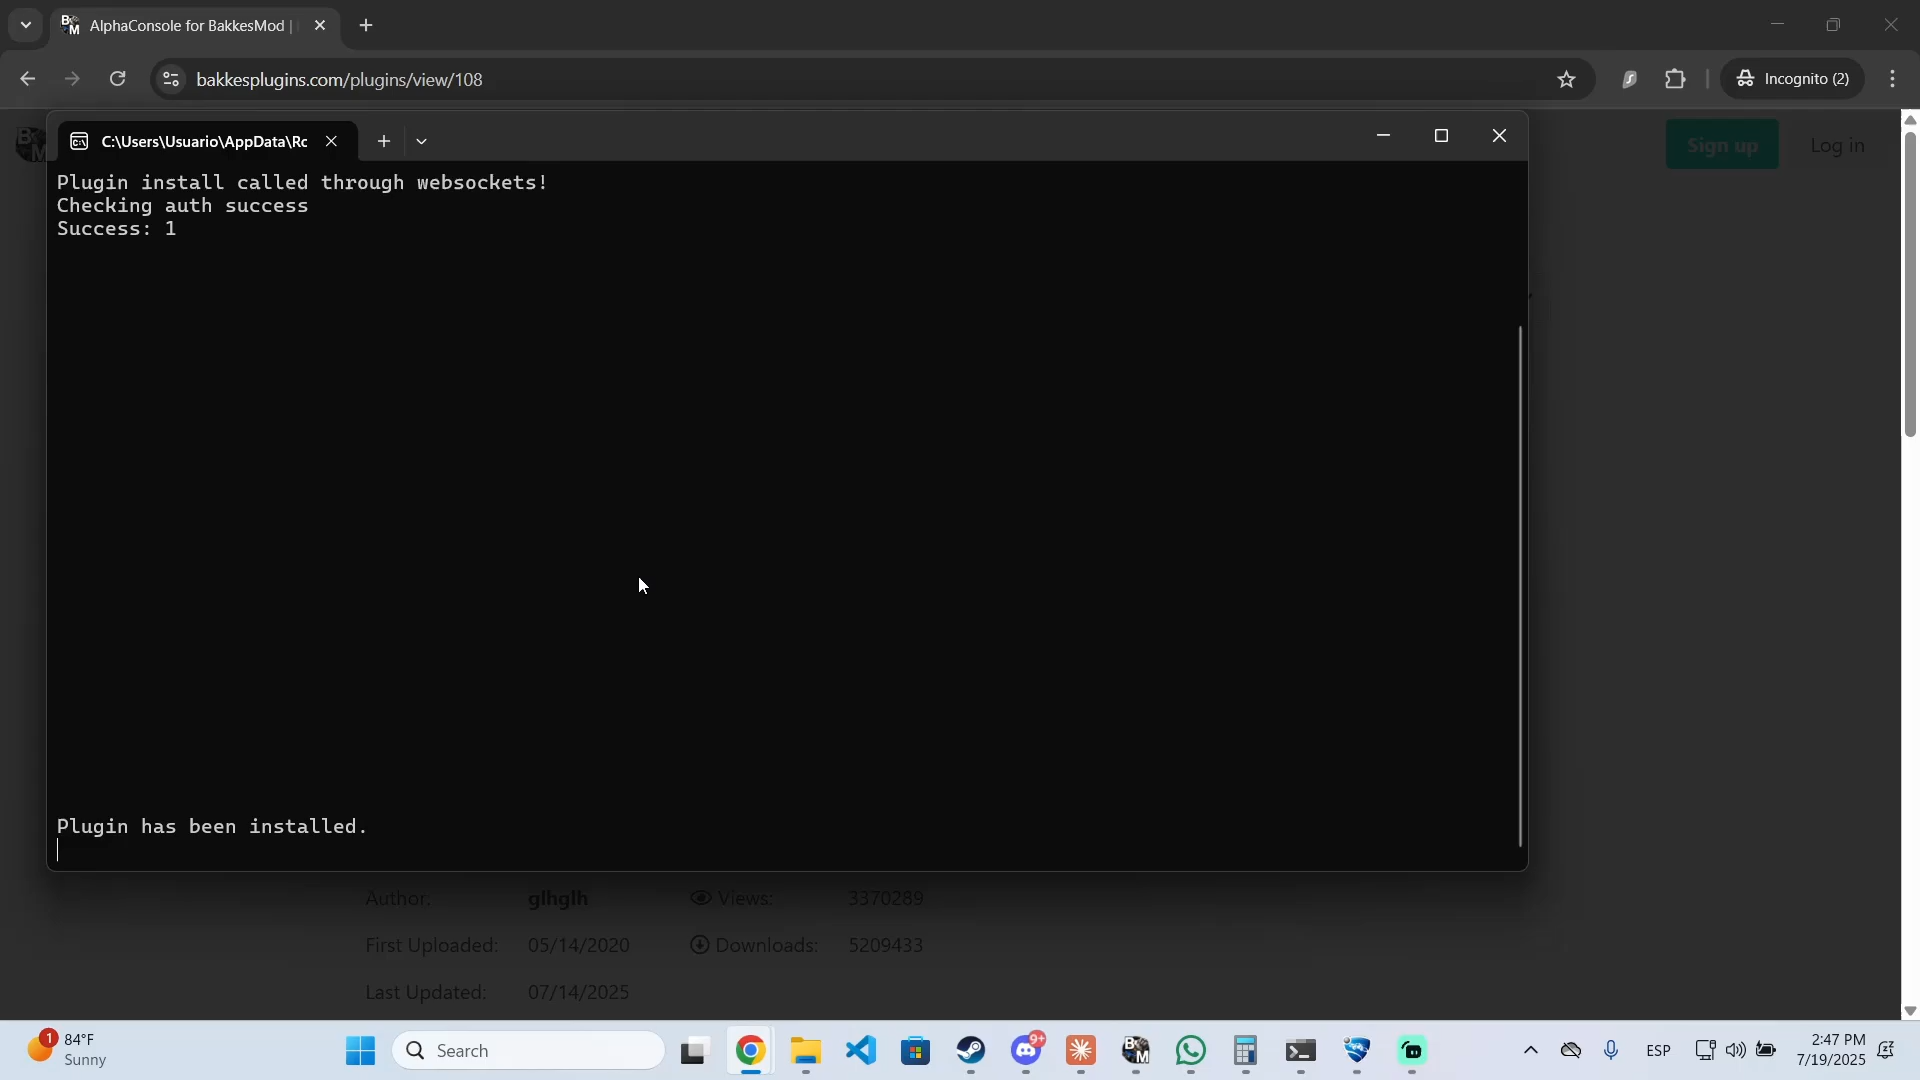 AlphaConsole for BakkesMod |
bakkesplugins.com/plugins/view/108
Incognito (2)
C:\Users\Usuario\AppData\Rc
Sign up
Log in
Plugin install called through websockets!
Checking auth success
Success: 1
Plugin has been installed.
Author: glhglh Views: 3370289
First Uploaded: 05/14/2020 Downloads: 5209433
Last Updated: 07/14/2025
1
84°F
Sunny
Search
9+
ESP
2:47 PM
7/19/2025